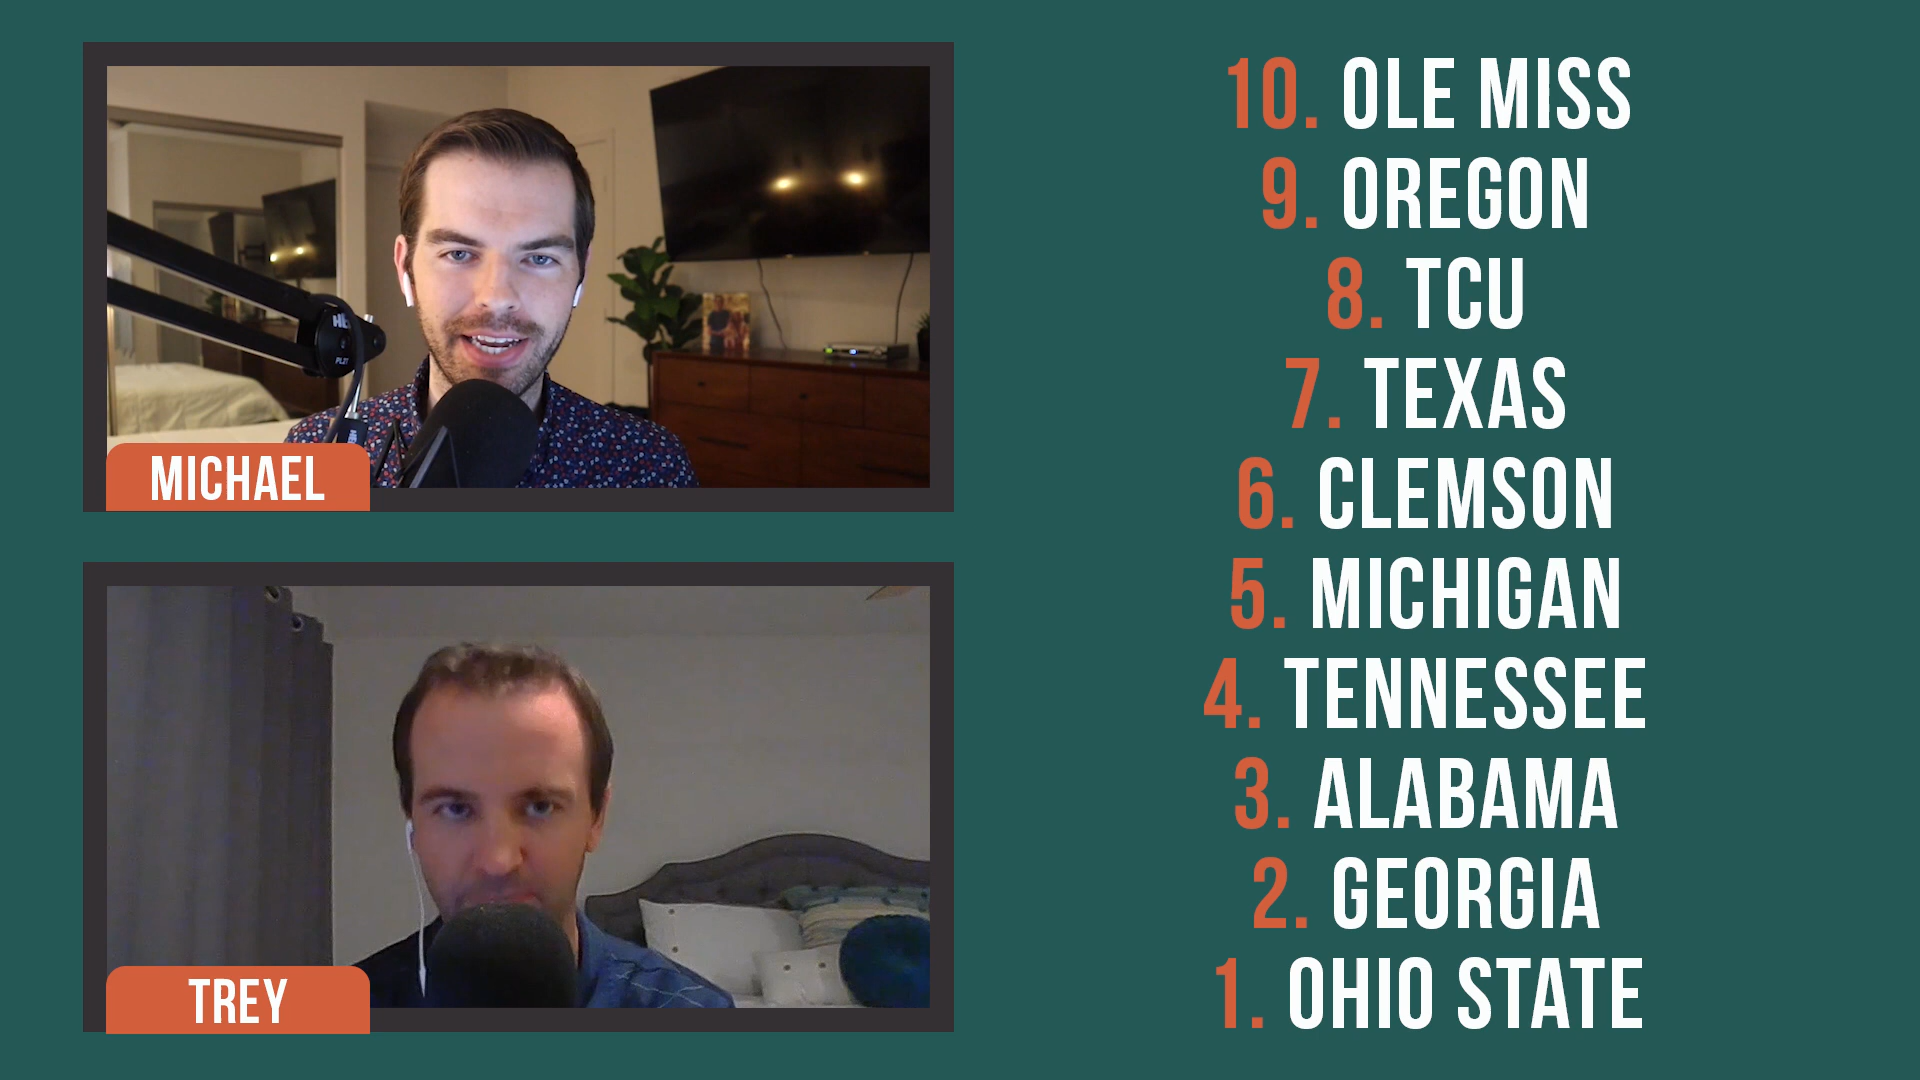 MICHAEL
TREY
10. OLE MISS
9. OREGON
8. TCU
7. TEXAS
6. CLEMSON
5. MICHIGAN
4. TENNESSEE
3. ALABAMA
2. GEORGIA
1. OHIO STATE